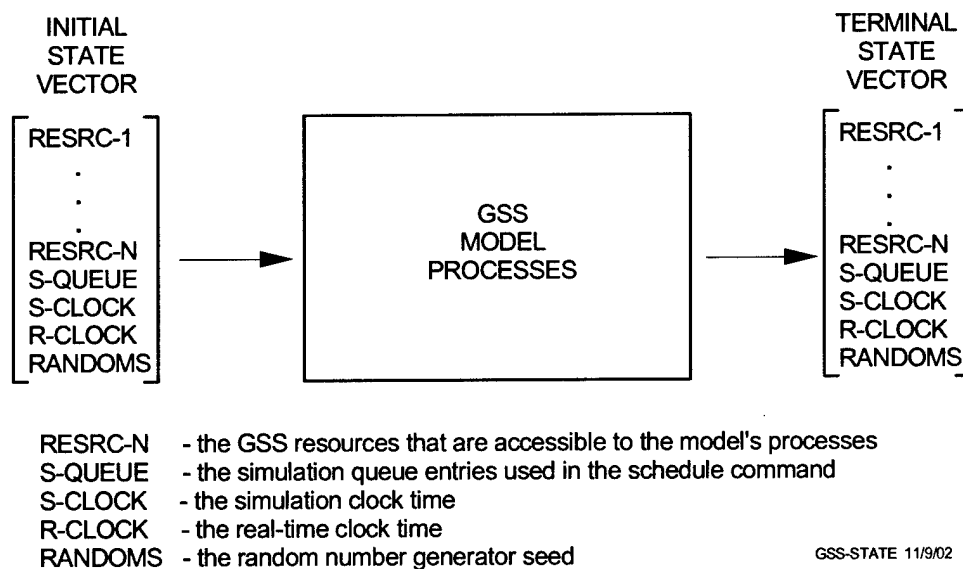 INITIAL
STATE
VECTOR
RESRC-1
.
.
.
RESRC-N
S-QUEUE
S-CLOCK
R-CLOCK
RANDOMS
GSS
MODEL
PROCESSES
TERMINAL
STATE
VECTOR
RESRC-1
.
.
.
RESRC-N
S-QUEUE
S-CLOCK
R-CLOCK
RANDOMS
RESRC-N - the GSS resources that are accessible to the model's processes
S-QUEUE - the simulation queue entries used in the schedule command
S-CLOCK - the simulation clock time
R-CLOCK - the real-time clock time
RANDOMS - the random number generator seed
GSS-STATE 11/9/02